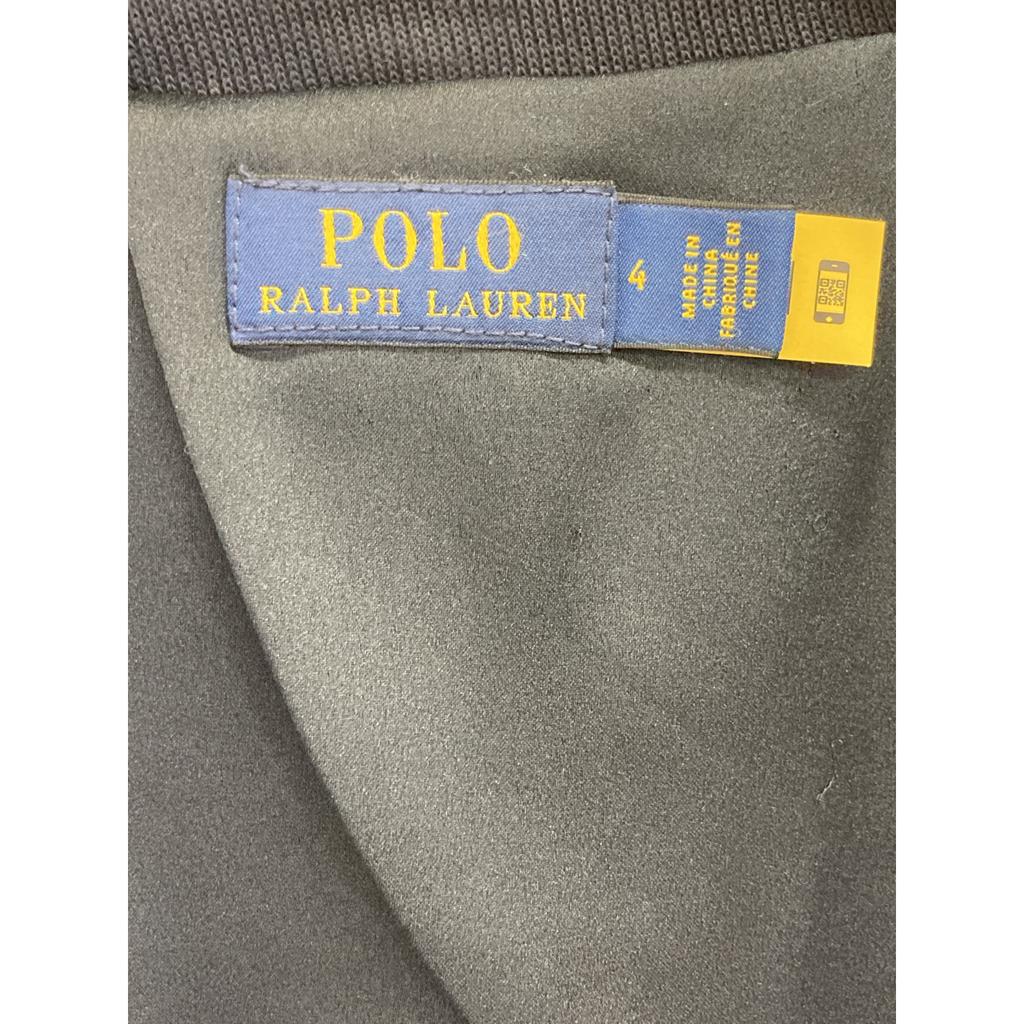 POLO
RALPH LAUREN
4
MADE IN
CHINA
FABRIQUÉ EN
CHINE